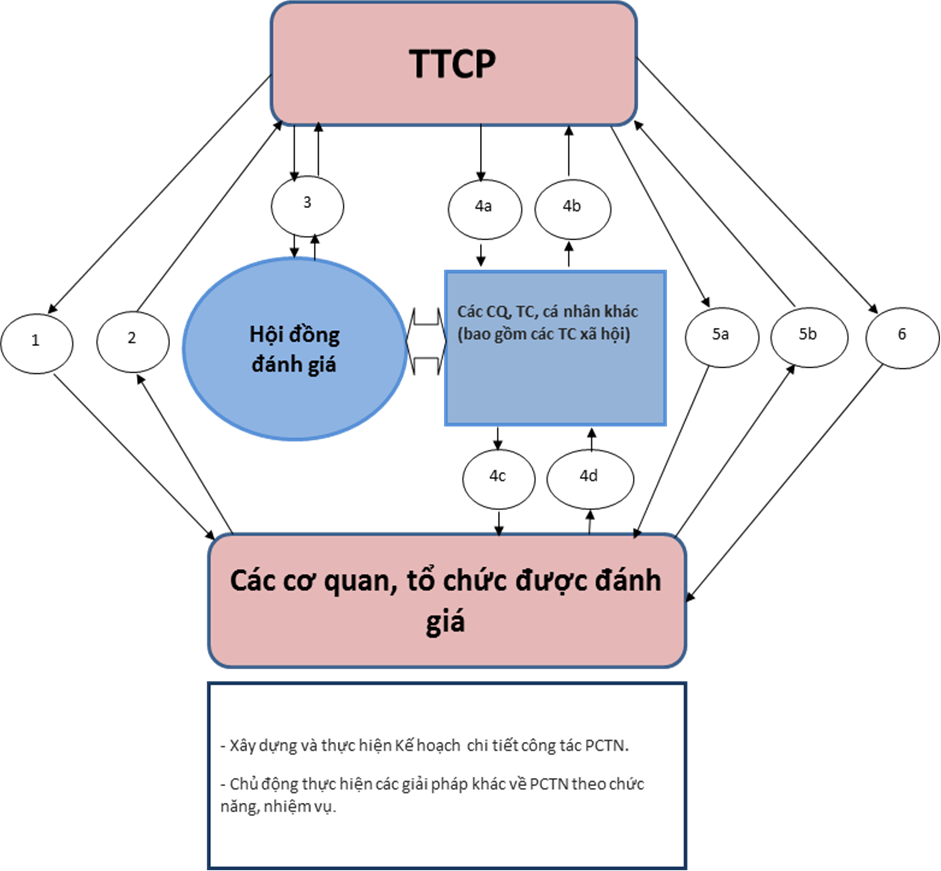 TTCP
3
4a
4b
1
2
Hội đồng
đánh giá
Các CQ, TC, cá nhân khác
(bao gồm các TC xã hội)
5a
5b
6
4c
4d
Các cơ quan, tổ chức được đánh
giá
- Xây dựng và thực hiện Kế hoạch chi tiết công tác PCTN.
- Chủ động thực hiện các giải pháp khác về PCTN theo chức
năng, nhiệm vụ.